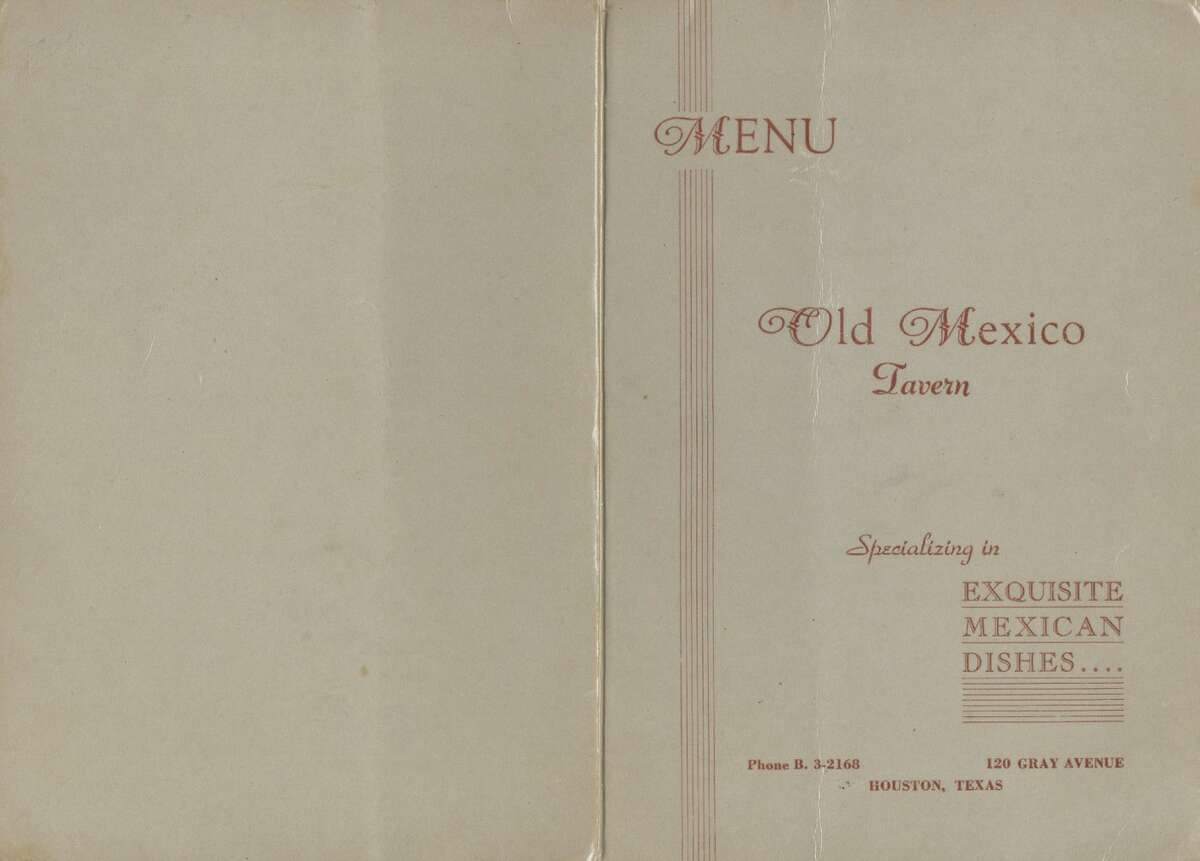 MENU
Old Mexico
Tavern
Specializing in
EXQUISITE
MEXICAN
DISHES....
Phone B. 3-2168 120 GRAY AVENUE
HOUSTON, TEXAS